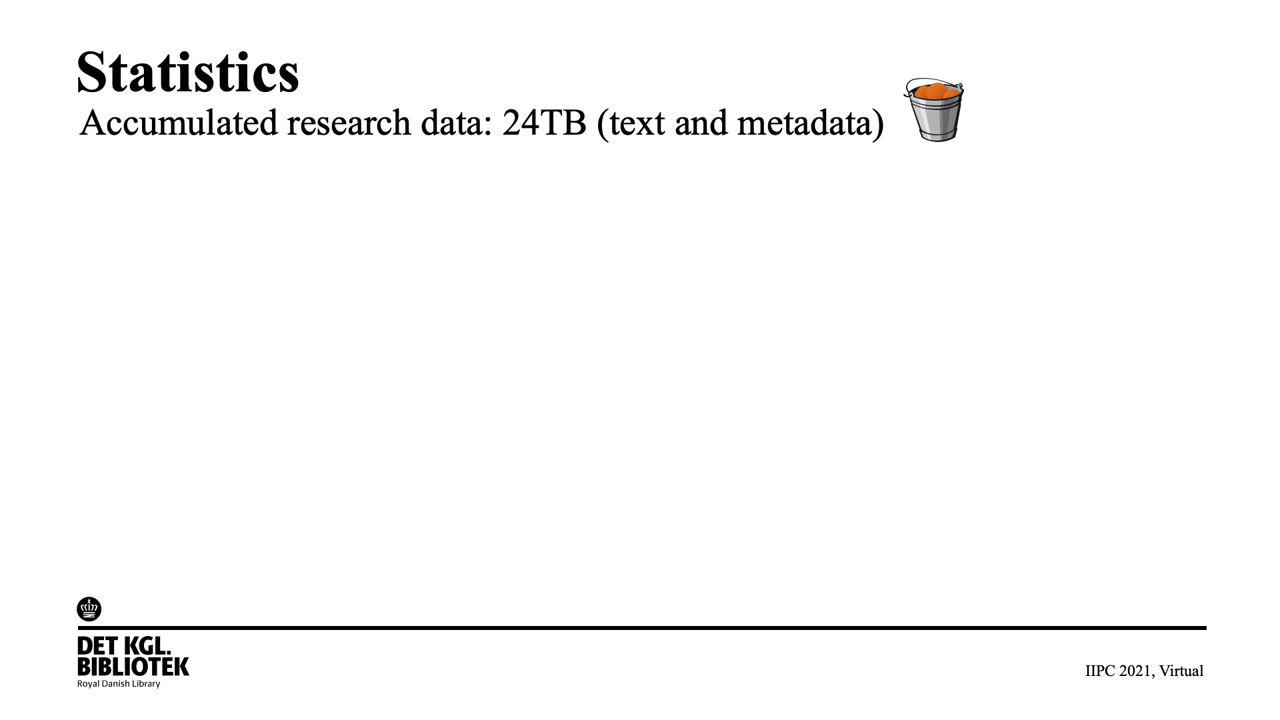 Statistics
Accumulated research data: 24TB (text and metadata)
DET KGL.
BIBLIOTEK
Royal Danish Library
IIPC 2021, Virtual